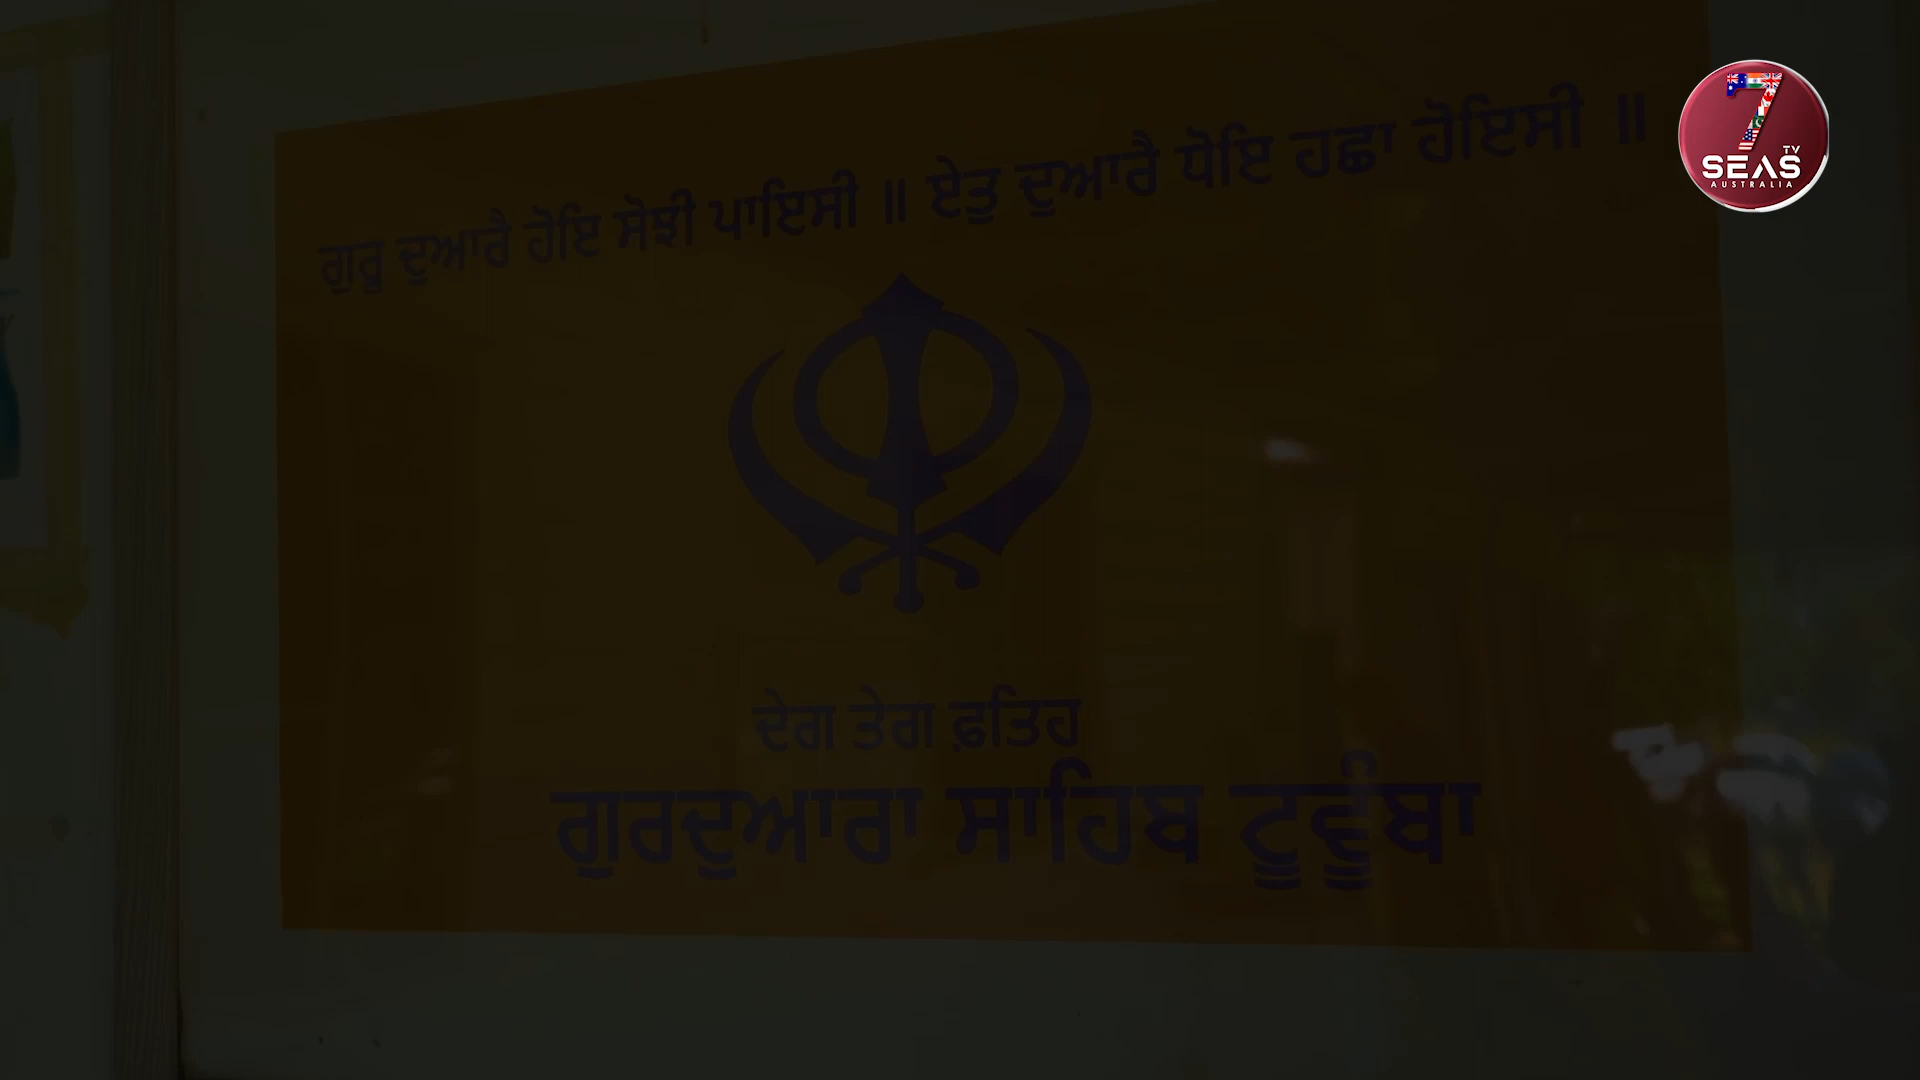 ਗੁਰੂ ਦੁਆਰੈ ਹੋਇ ਸੋਝੀ ਪਾਇਸੀ ॥ ਏਤੁ ਦੁਆਰੈ ਧੋਇ ਹਛਾ ਹੋਇਸੀ ॥
ਦੇਗ ਤੇਗ ਫ਼ਤਿਹ
ਗੁਰਦੁਆਰਾ ਸਾਹਿਬ ਟੂਵੂੰਬਾ
7
SEAS TV
AUSTRALIA